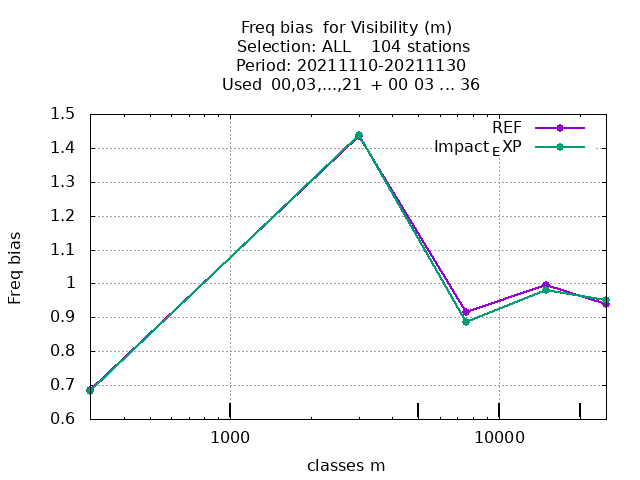 Freq bias  for Visibility (m)
Selection: ALL    104 stations
Period: 20211110-20211130
Used  00,03,...,21  + 00 03 ... 36
REF
Impact_EXP
1.5
1.4
1.3
1.2
1.1
1
0.9
0.8
0.7
0.6
Freq bias
1000
10000
classes m